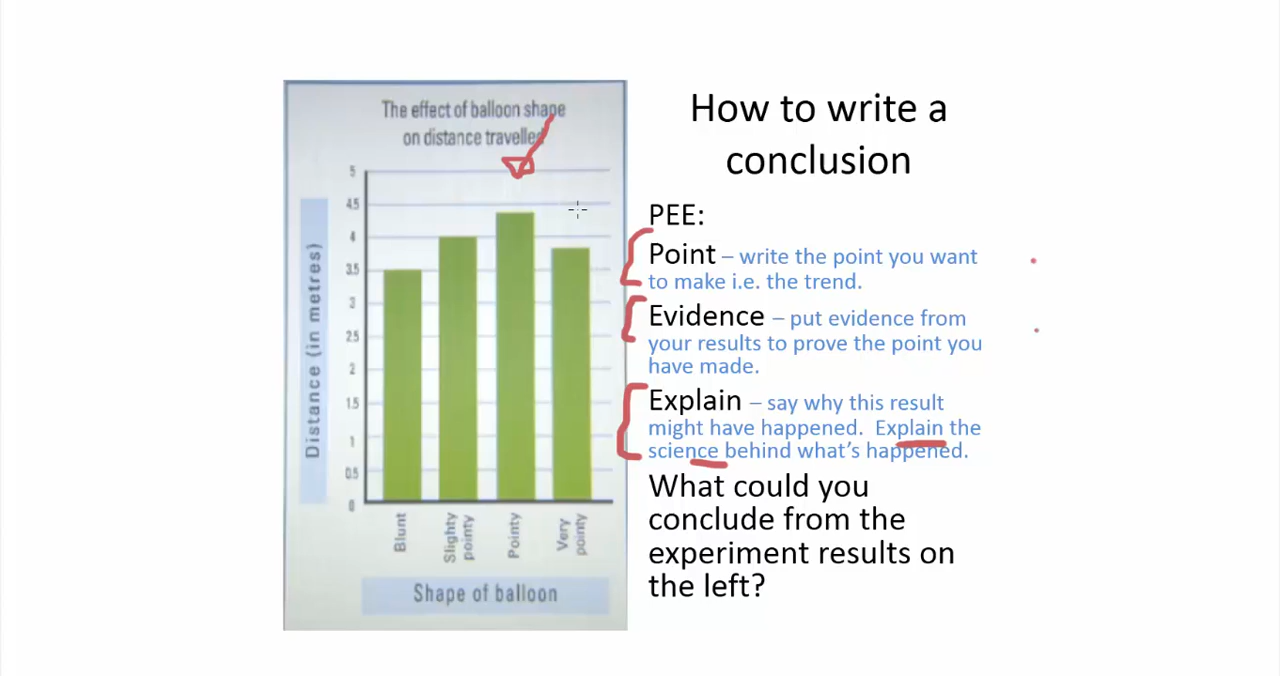 The effect of balloon shape
on distance travelled
Distance (in metres)
5
4.5
4
3.5
3
2.5
2
1.5
1
0.5
0
Blunt
Slighty
pointy
Pointy
Very
pointy
Shape of balloon
How to write a
conclusion
PEE:
Point – write the point you want
to make i.e. the trend.
Evidence – put evidence from
your results to prove the point you
have made.
Explain – say why this result
might have happened. Explain the
science behind what's happened.
What could you
conclude from the
experiment results on
the left?